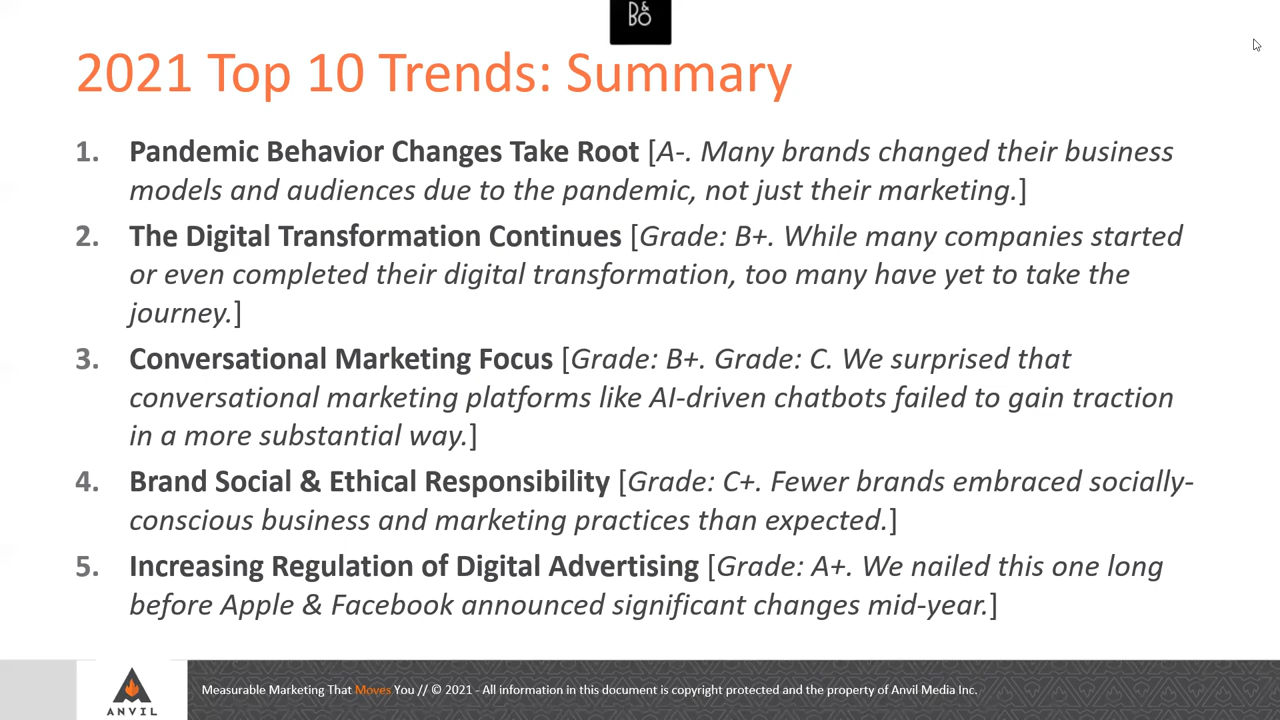 D&
BO
2021 Top 10 Trends: Summary
1. Pandemic Behavior Changes Take Root [A-. Many brands changed their business
models and audiences due to the pandemic, not just their marketing.]
2. The Digital Transformation Continues [Grade: B+. While many companies started
or even completed their digital transformation, too many have yet to take the
journey.]
3. Conversational Marketing Focus [Grade: B+. Grade: C. We surprised that
conversational marketing platforms like AI-driven chatbots failed to gain traction
in a more substantial way.]
4. Brand Social & Ethical Responsibility [Grade: C+. Fewer brands embraced socially-
conscious business and marketing practices than expected.]
5. Increasing Regulation of Digital Advertising [Grade: A+. We nailed this one long
before Apple & Facebook announced significant changes mid-year.]
ANVIL
Measurable Marketing That Moves You // © 2021 - All information in this document is copyright protected and the property of Anvil Media Inc.